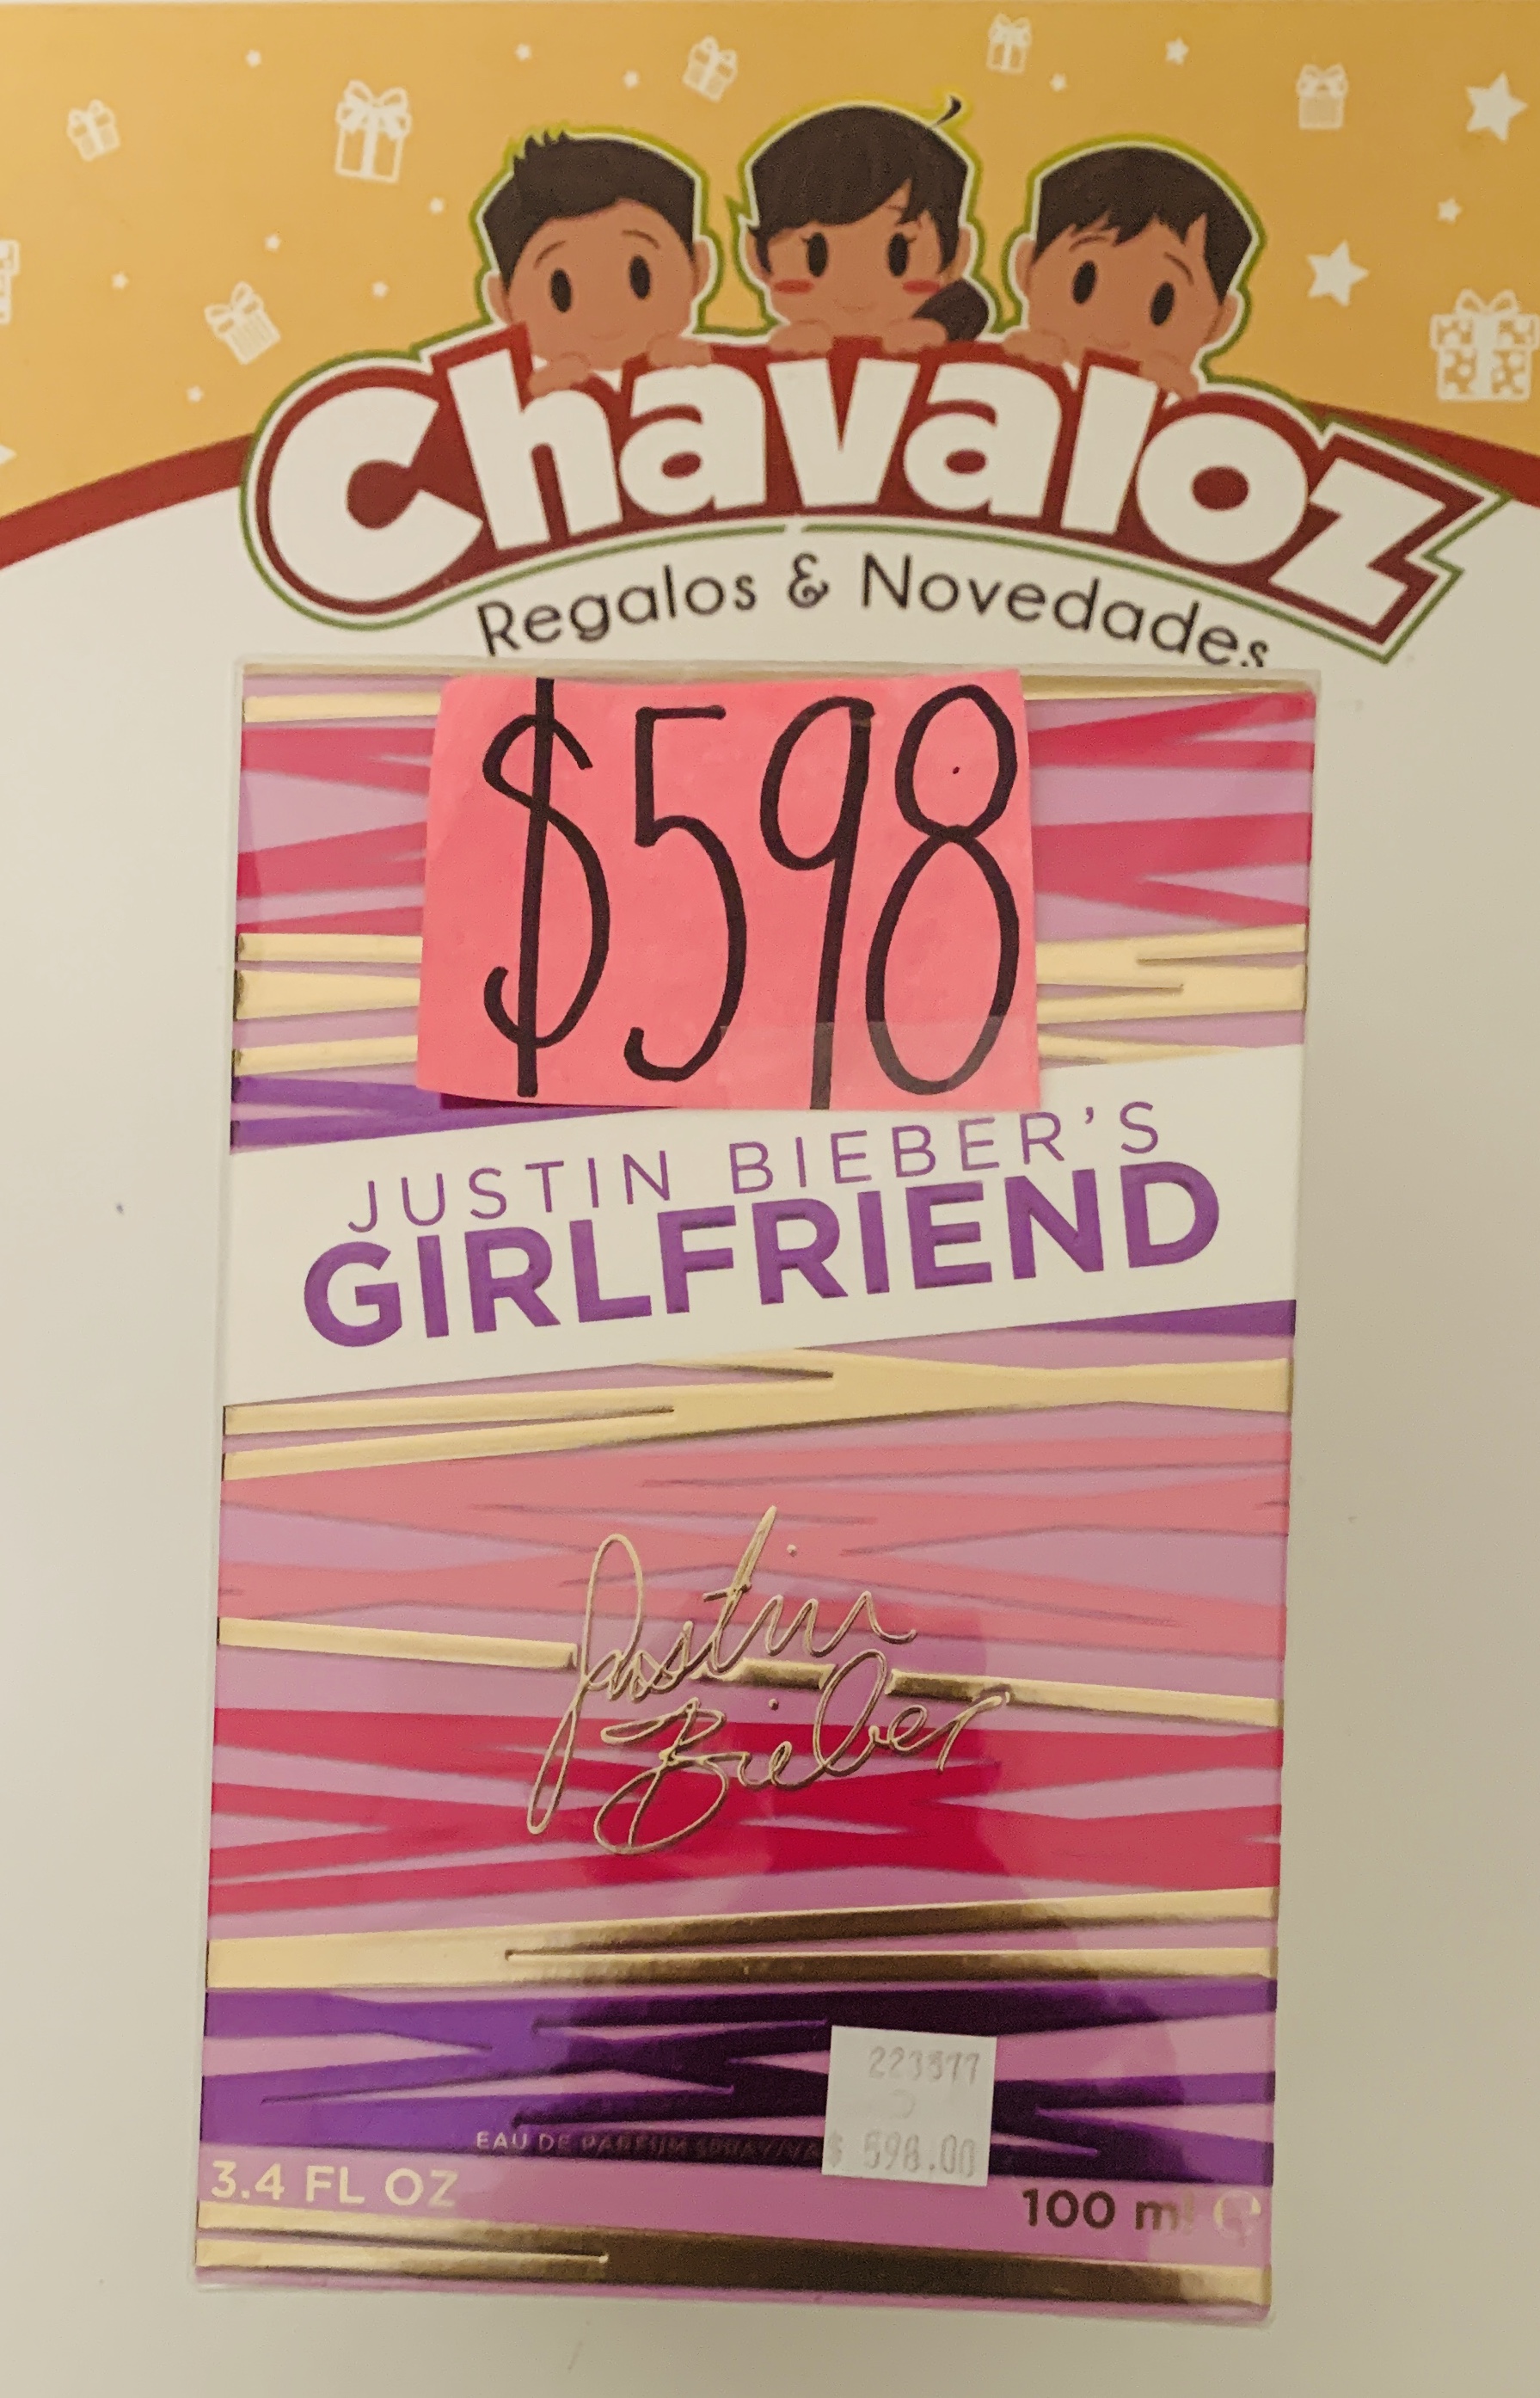 Chavaloz
Regalos & Novedades
$598
JUSTIN BIEBER'S
GIRLFRIEND
Justin
Bieber
223577
$ 598.00
EAU DE PARFUM SPRAY/VA
3.4 FL OZ
100 ml e